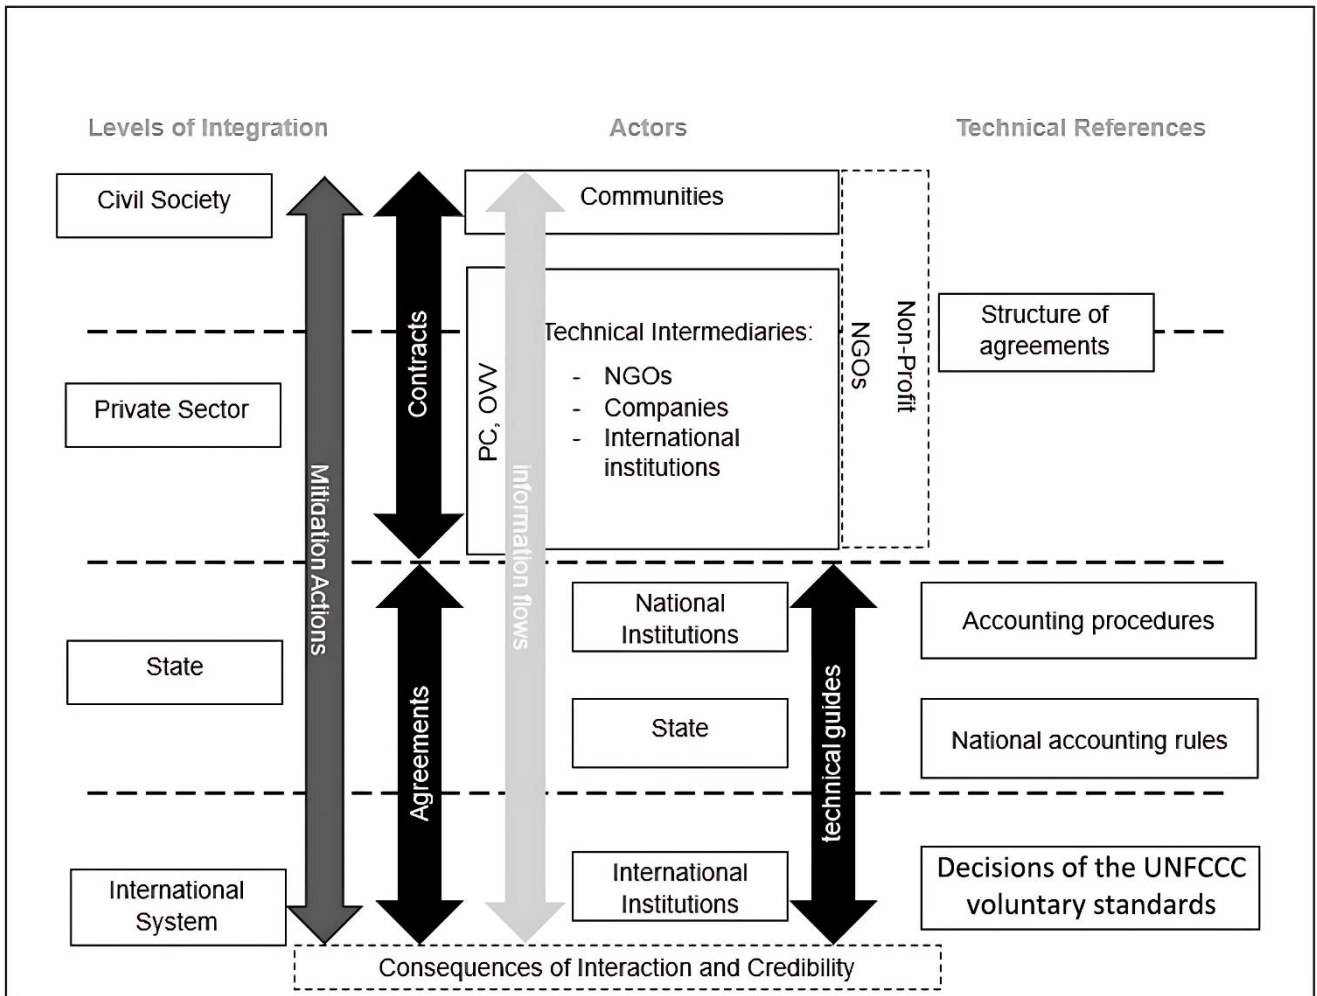 Levels of Integration
Actors
Technical References
Civil Society
Communities
Structure of
agreements
Technical Intermediaries:
- NGOs
- Companies
- International
institutions
PC, OVV
NGOs
Non-Profit
Private Sector
Contracts
Mitigation Actions
Information flows
National
Institutions
Accounting procedures
State
State
National accounting rules
Agreements
technical guides
International
System
International
Institutions
Decisions of the UNFCCC
voluntary standards
Consequences of Interaction and Credibility